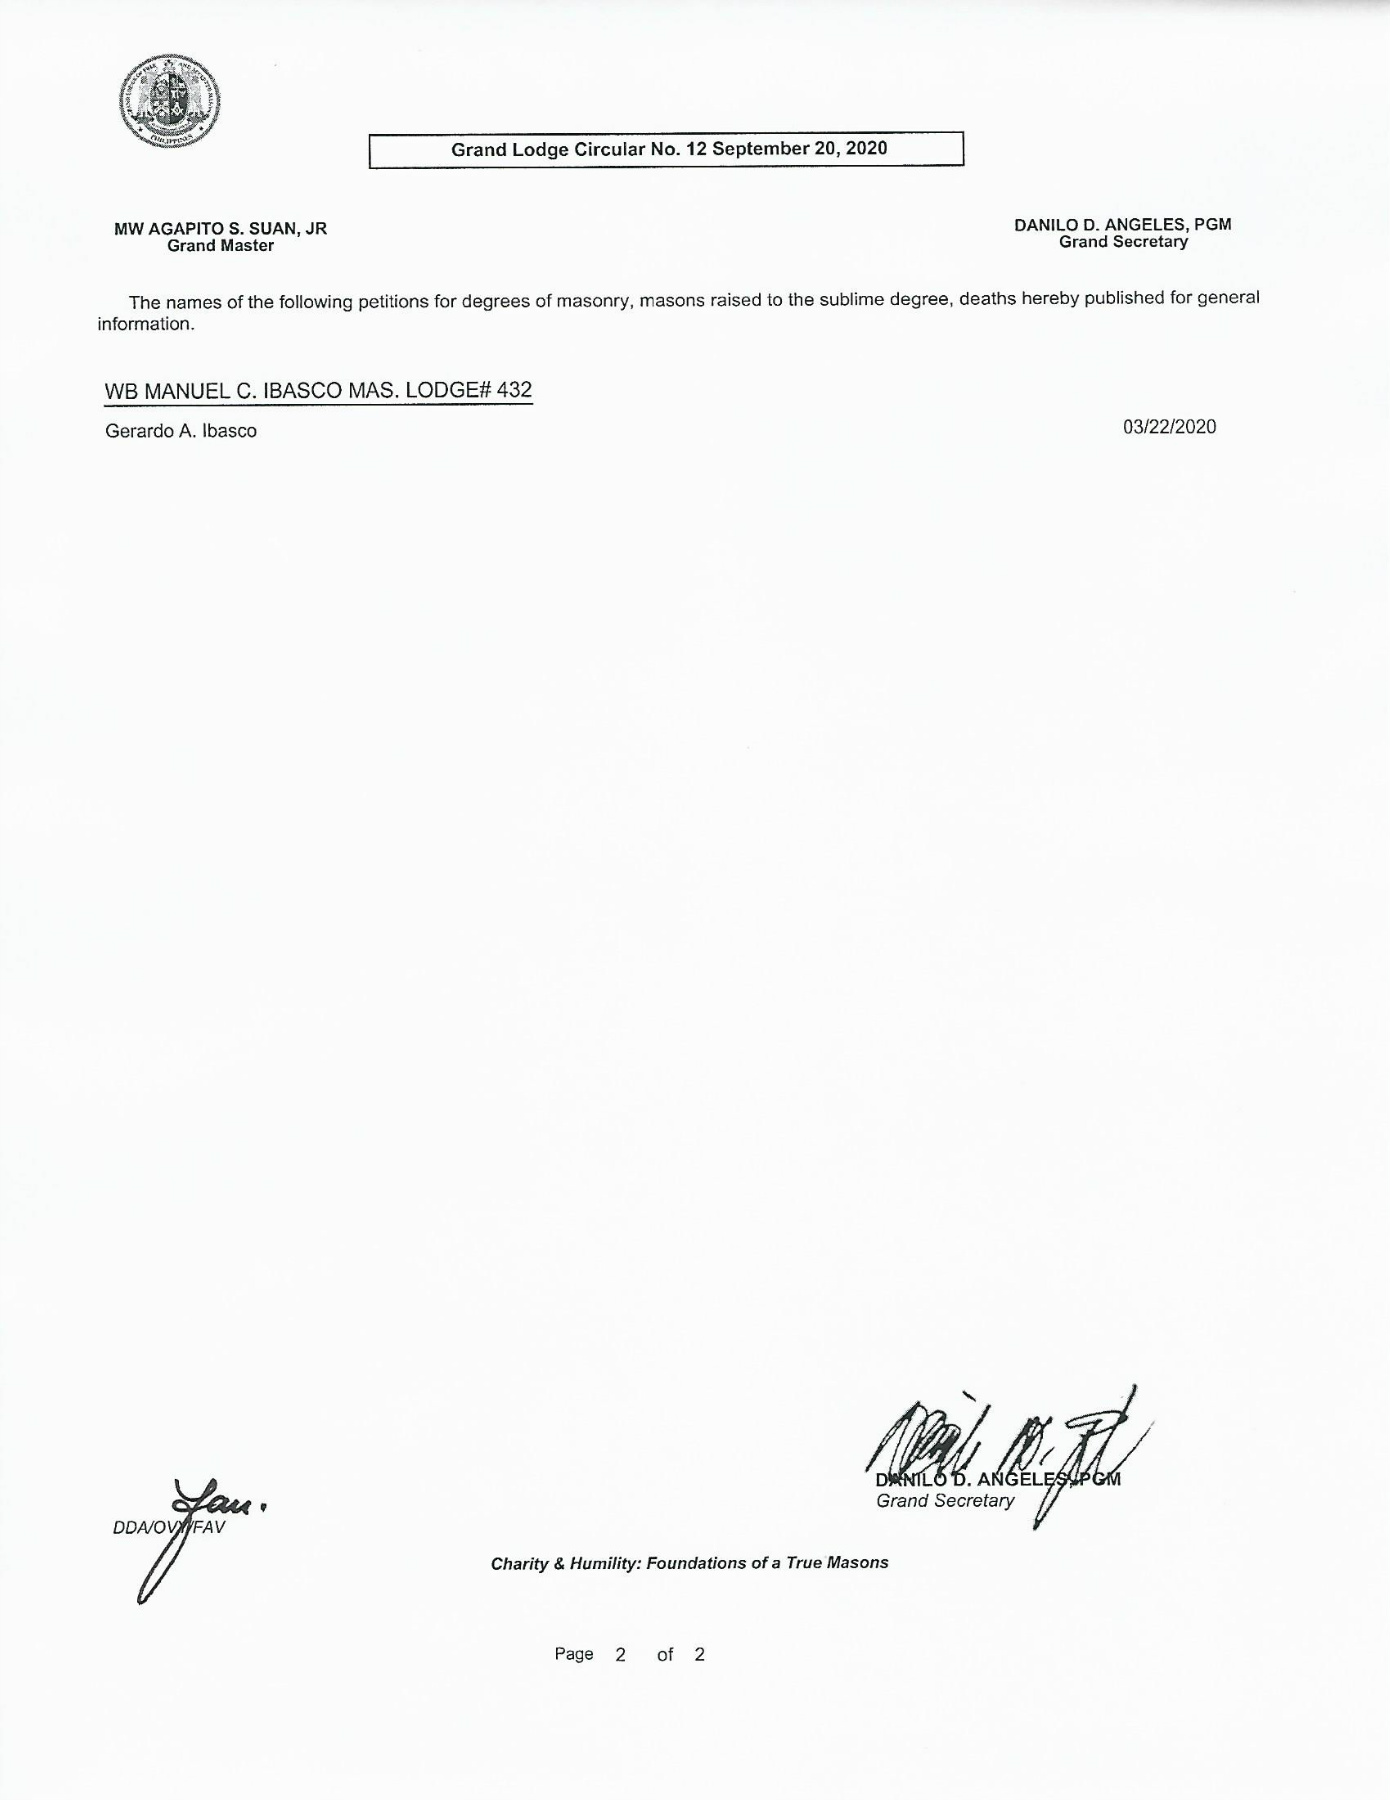 PHILIPPINES
Grand Lodge Circular No. 12 September 20, 2020
MW AGAPITO S. SUAN, JR
Grand Master
DANILO D. ANGELES, PGM
Grand Secretary
The names of the following petitions for degrees of masonry, masons raised to the sublime degree, deaths hereby published for general
information.
WB MANUEL C. IBASCO MAS. LODGE# 432
Gerardo A. Ibasco 03/22/2020
DANILO D. ANGELES, PGM
Grand Secretary
Charity & Humility: Foundations of a True Masons
Page 2 of 2